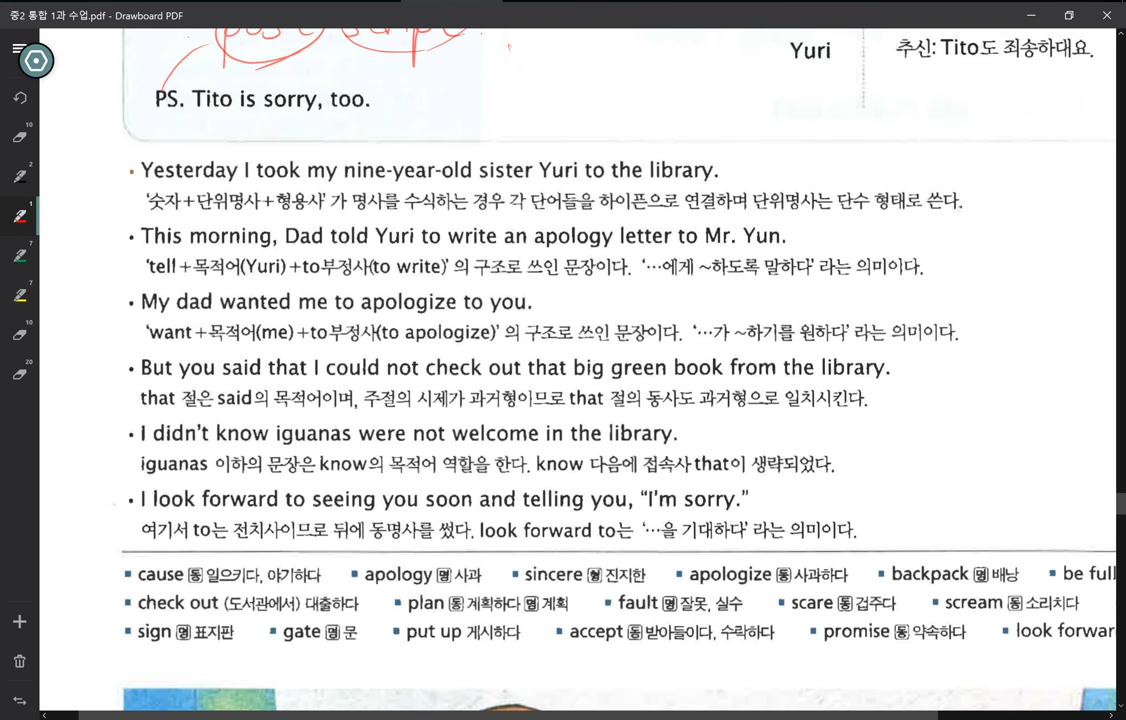 중2 통합 1과 수업.pdf - Drawboard PDF
post script
Yuri
추신: Tito도 죄송하대요.
PS. Tito is sorry, too.
• Yesterday I took my nine-year-old sister Yuri to the library.
‘숫자+단위명사+형용사’ 가 명사를 수식하는 경우 각 단어들을 하이픈으로 연결하며 단위명사는 단수 형태로 쓴다.
• This morning, Dad told Yuri to write an apology letter to Mr. Yun.
‘tell+목적어(Yuri)+to부정사(to write)’ 의 구조로 쓰인 문장이다. ‘…에게 ~하도록 말하다’ 라는 의미이다.
• My dad wanted me to apologize to you.
‘want+목적어(me)+to부정사(to apologize)’ 의 구조로 쓰인 문장이다. ‘…가 ~하기를 원하다’ 라는 의미이다.
• But you said that I could not check out that big green book from the library.
that 절은 said의 목적어이며, 주절의 시제가 과거형이므로 that 절의 동사도 과거형으로 일치시킨다.
• I didn’t know iguanas were not welcome in the library.
iguanas 이하의 문장은 know의 목적어 역할을 한다. know 다음에 접속사 that이 생략되었다.
• I look forward to seeing you soon and telling you, “I’m sorry.”
여기서 to는 전치사이므로 뒤에 동명사를 썼다. look forward to는 ‘…을 기대하다’ 라는 의미이다.
▪ cause 동 일으키다, 야기하다 ▪ apology 명 사과 ▪ sincere 형 진지한 ▪ apologize 동 사과하다 ▪ backpack 명 배낭 ▪ be full
▪ check out (도서관에서) 대출하다 ▪ plan 동 계획하다 명 계획 ▪ fault 명 잘못, 실수 ▪ scare 동 겁주다 ▪ scream 동 소리치다
▪ sign 명 표지판 ▪ gate 명 문 ▪ put up 게시하다 ▪ accept 동 받아들이다, 수락하다 ▪ promise 동 약속하다 ▪ look forwar
10
2
1
7
7
10
20